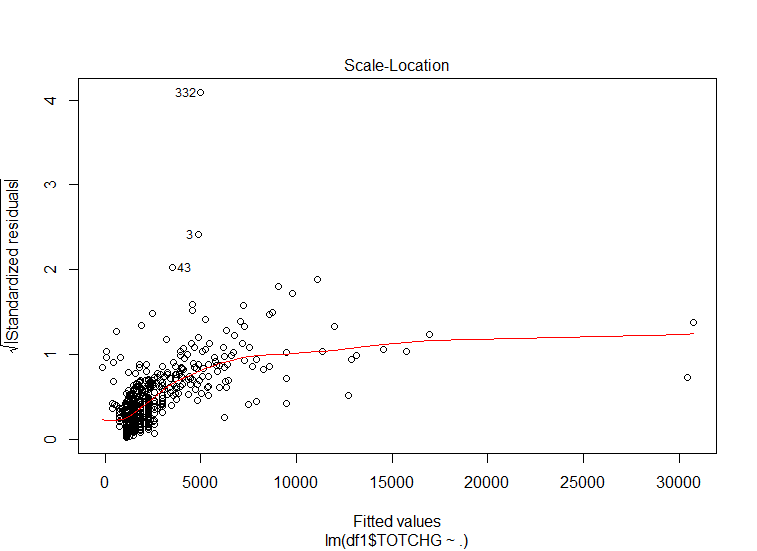 Scale-Location
332
3
43
√|Standardized residuals|
0 1 2 3 4
0 5000 10000 15000 20000 25000 30000
Fitted values
lm(df1$TOTCHG ~ .)